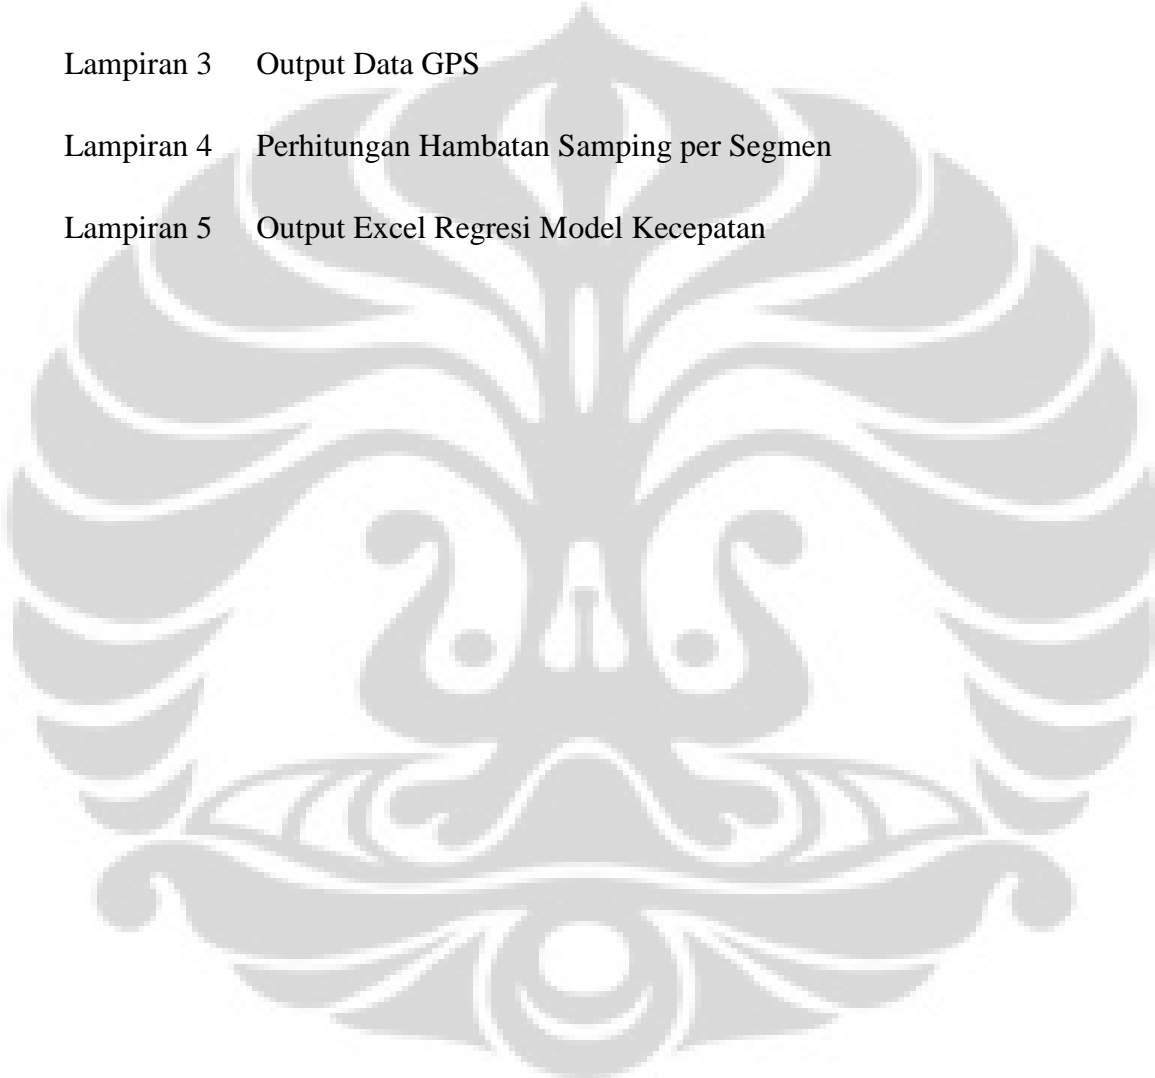 Lampiran 3 Output Data GPS
Lampiran 4 Perhitungan Hambatan Samping per Segmen
Lampiran 5 Output Excel Regresi Model Kecepatan